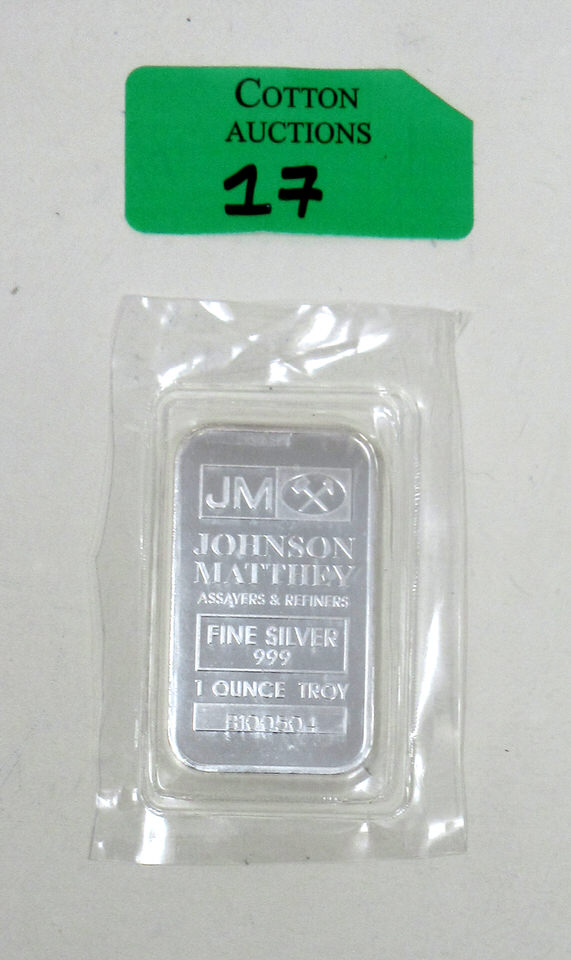 COTTON
AUCTIONS
17
JM
JOHNSON
MATTHEY
ASSAYERS & REFINERS
FINE SILVER
999
1 OUNCE TROY